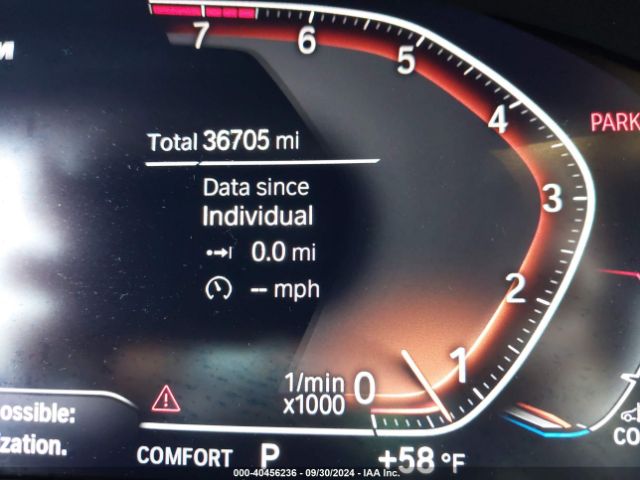 M
7 6 5 4 3 2 1 0
PARK
Total 36705 mi
Data since
Individual
0.0 mi
-- mph
1/min
x1000
ossible:
ization.
COMFORT P +58 °F
CO
000-40456236 - 09/30/2024 - IAA Inc.